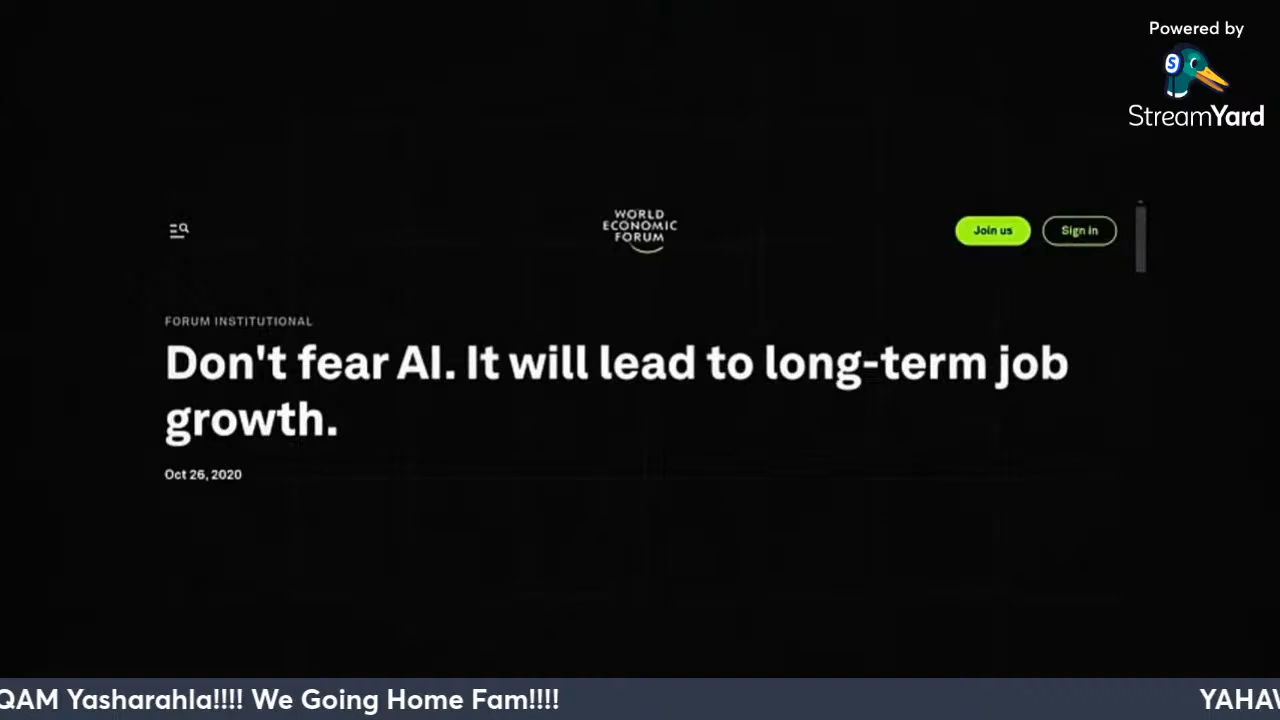 Powered by
StreamYard
WORLD
ECONOMIC
FORUM
Join us
Sign in
FORUM INSTITUTIONAL
Don't fear AI. It will lead to long-term job
growth.
Oct 26, 2020
QAM Yasharahla!!!! We Going Home Fam!!!!